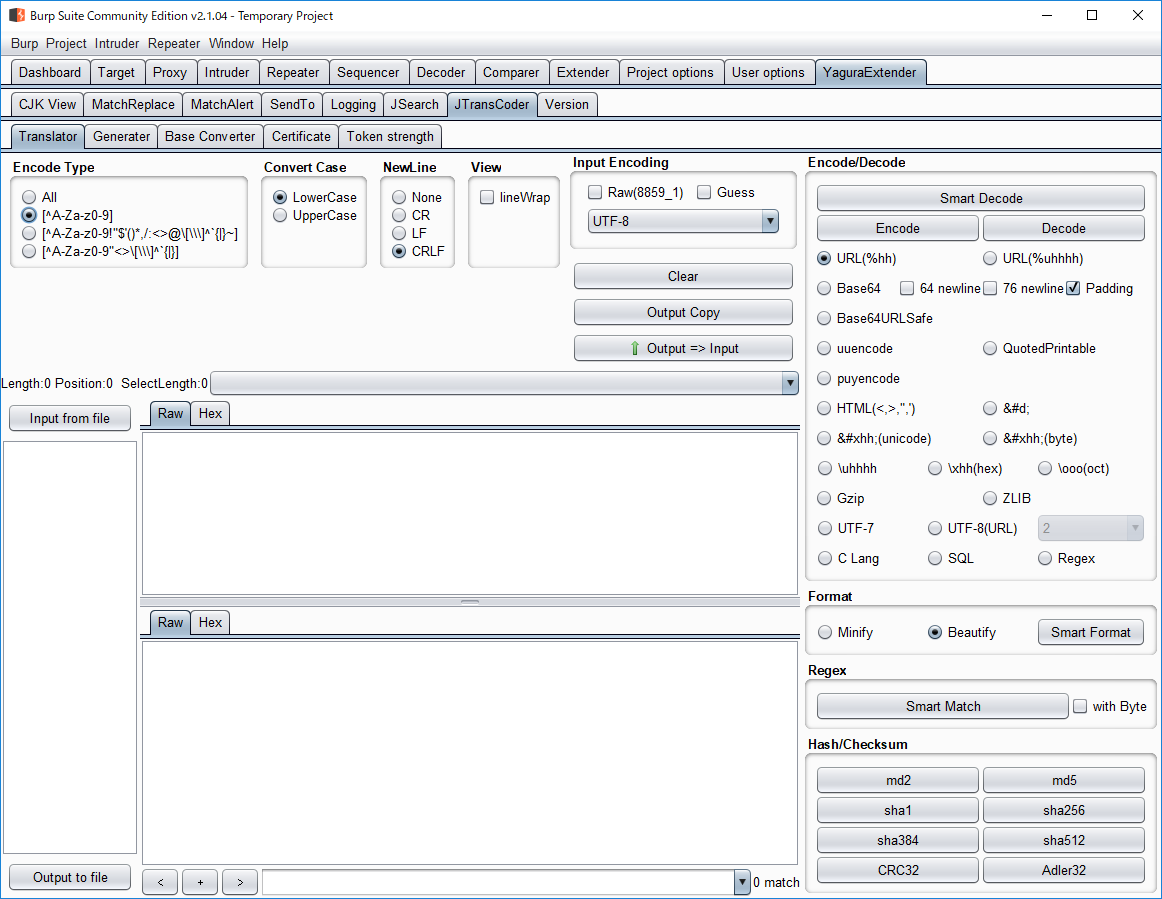 Burp Suite Community Edition v2.1.04 - Temporary Project
Burp Project Intruder Repeater Window Help
Dashboard Target Proxy Intruder Repeater Sequencer Decoder Comparer Extender Project options User options YaguraExtender
CJK View MatchReplace MatchAlert SendTo Logging JSearch JTransCoder Version
Translator Generater Base Converter Certificate Token strength
Encode Type
All
[^A-Za-z0-9]
[^A-Za-z0-9!"$'()*,/:<>@\[\\\]^`{|}~]
[^A-Za-z0-9"<>\[\\\]^`{|}]
Convert Case
LowerCase
UpperCase
NewLine
None
CR
LF
CRLF
View
lineWrap
Input Encoding
Raw(8859_1) Guess
UTF-8
Clear
Output Copy
Output => Input
Length:0 Position:0 SelectLength:0
Input from file
Raw Hex
Raw Hex
Output to file
< + > 0 match
Encode/Decode
Smart Decode
Encode Decode
URL(%hh) URL(%uhhhh)
Base64 64 newline 76 newline Padding
Base64URLSafe
uuencode QuotedPrintable
puyencode
HTML(<,>,",') &#d;
&#xhh;(unicode) &#xhh;(byte)
\uhhhh \xhh(hex) \ooo(oct)
Gzip ZLIB
UTF-7 UTF-8(URL) 2
C Lang SQL Regex
Format
Minify Beautify Smart Format
Regex
Smart Match with Byte
Hash/Checksum
md2 md5
sha1 sha256
sha384 sha512
CRC32 Adler32